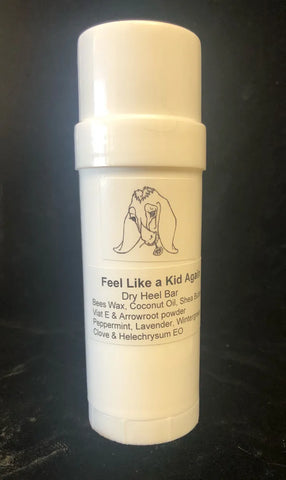 Feel Like a Kid Again
Dry Heel Bar
Bees Wax, Coconut Oil, Shea
Viat E & Arrowroot powder
Peppermint, Lavender,
Clove & Helechrysum EO